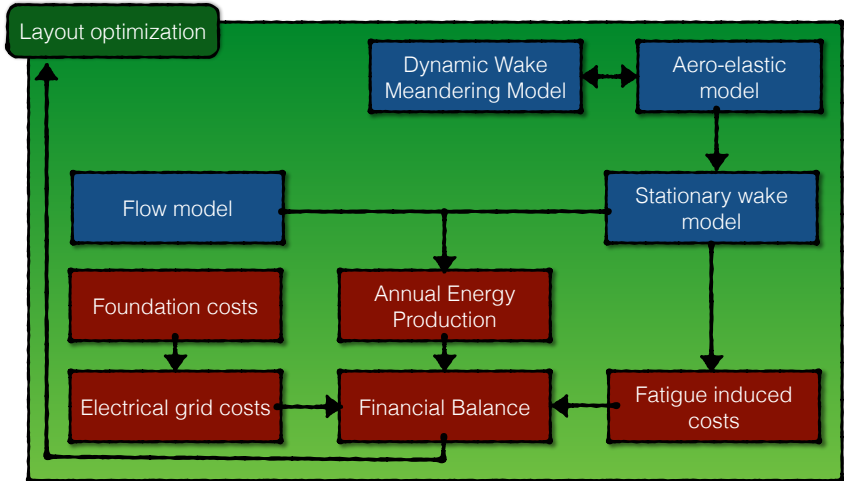 Layout optimization
Dynamic Wake
Meandering Model
Aero-elastic
model
Flow model
Stationary wake
model
Foundation costs
Annual Energy
Production
Electrical grid costs
Financial Balance
Fatigue induced
costs